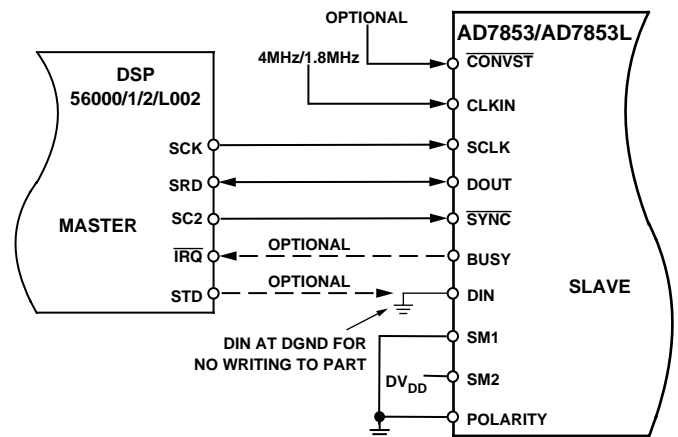 OPTIONAL
4MHz/1.8MHz
DSP
56000/1/2/L002
SCK
SRD
SC2
MASTER
IRQ
STD
OPTIONAL
OPTIONAL
DIN AT DGND FOR
NO WRITING TO PART
AD7853/AD7853L
CONVST
CLKIN
SCLK
DOUT
SYNC
BUSY
DIN
SLAVE
SM1
DVDD
SM2
POLARITY